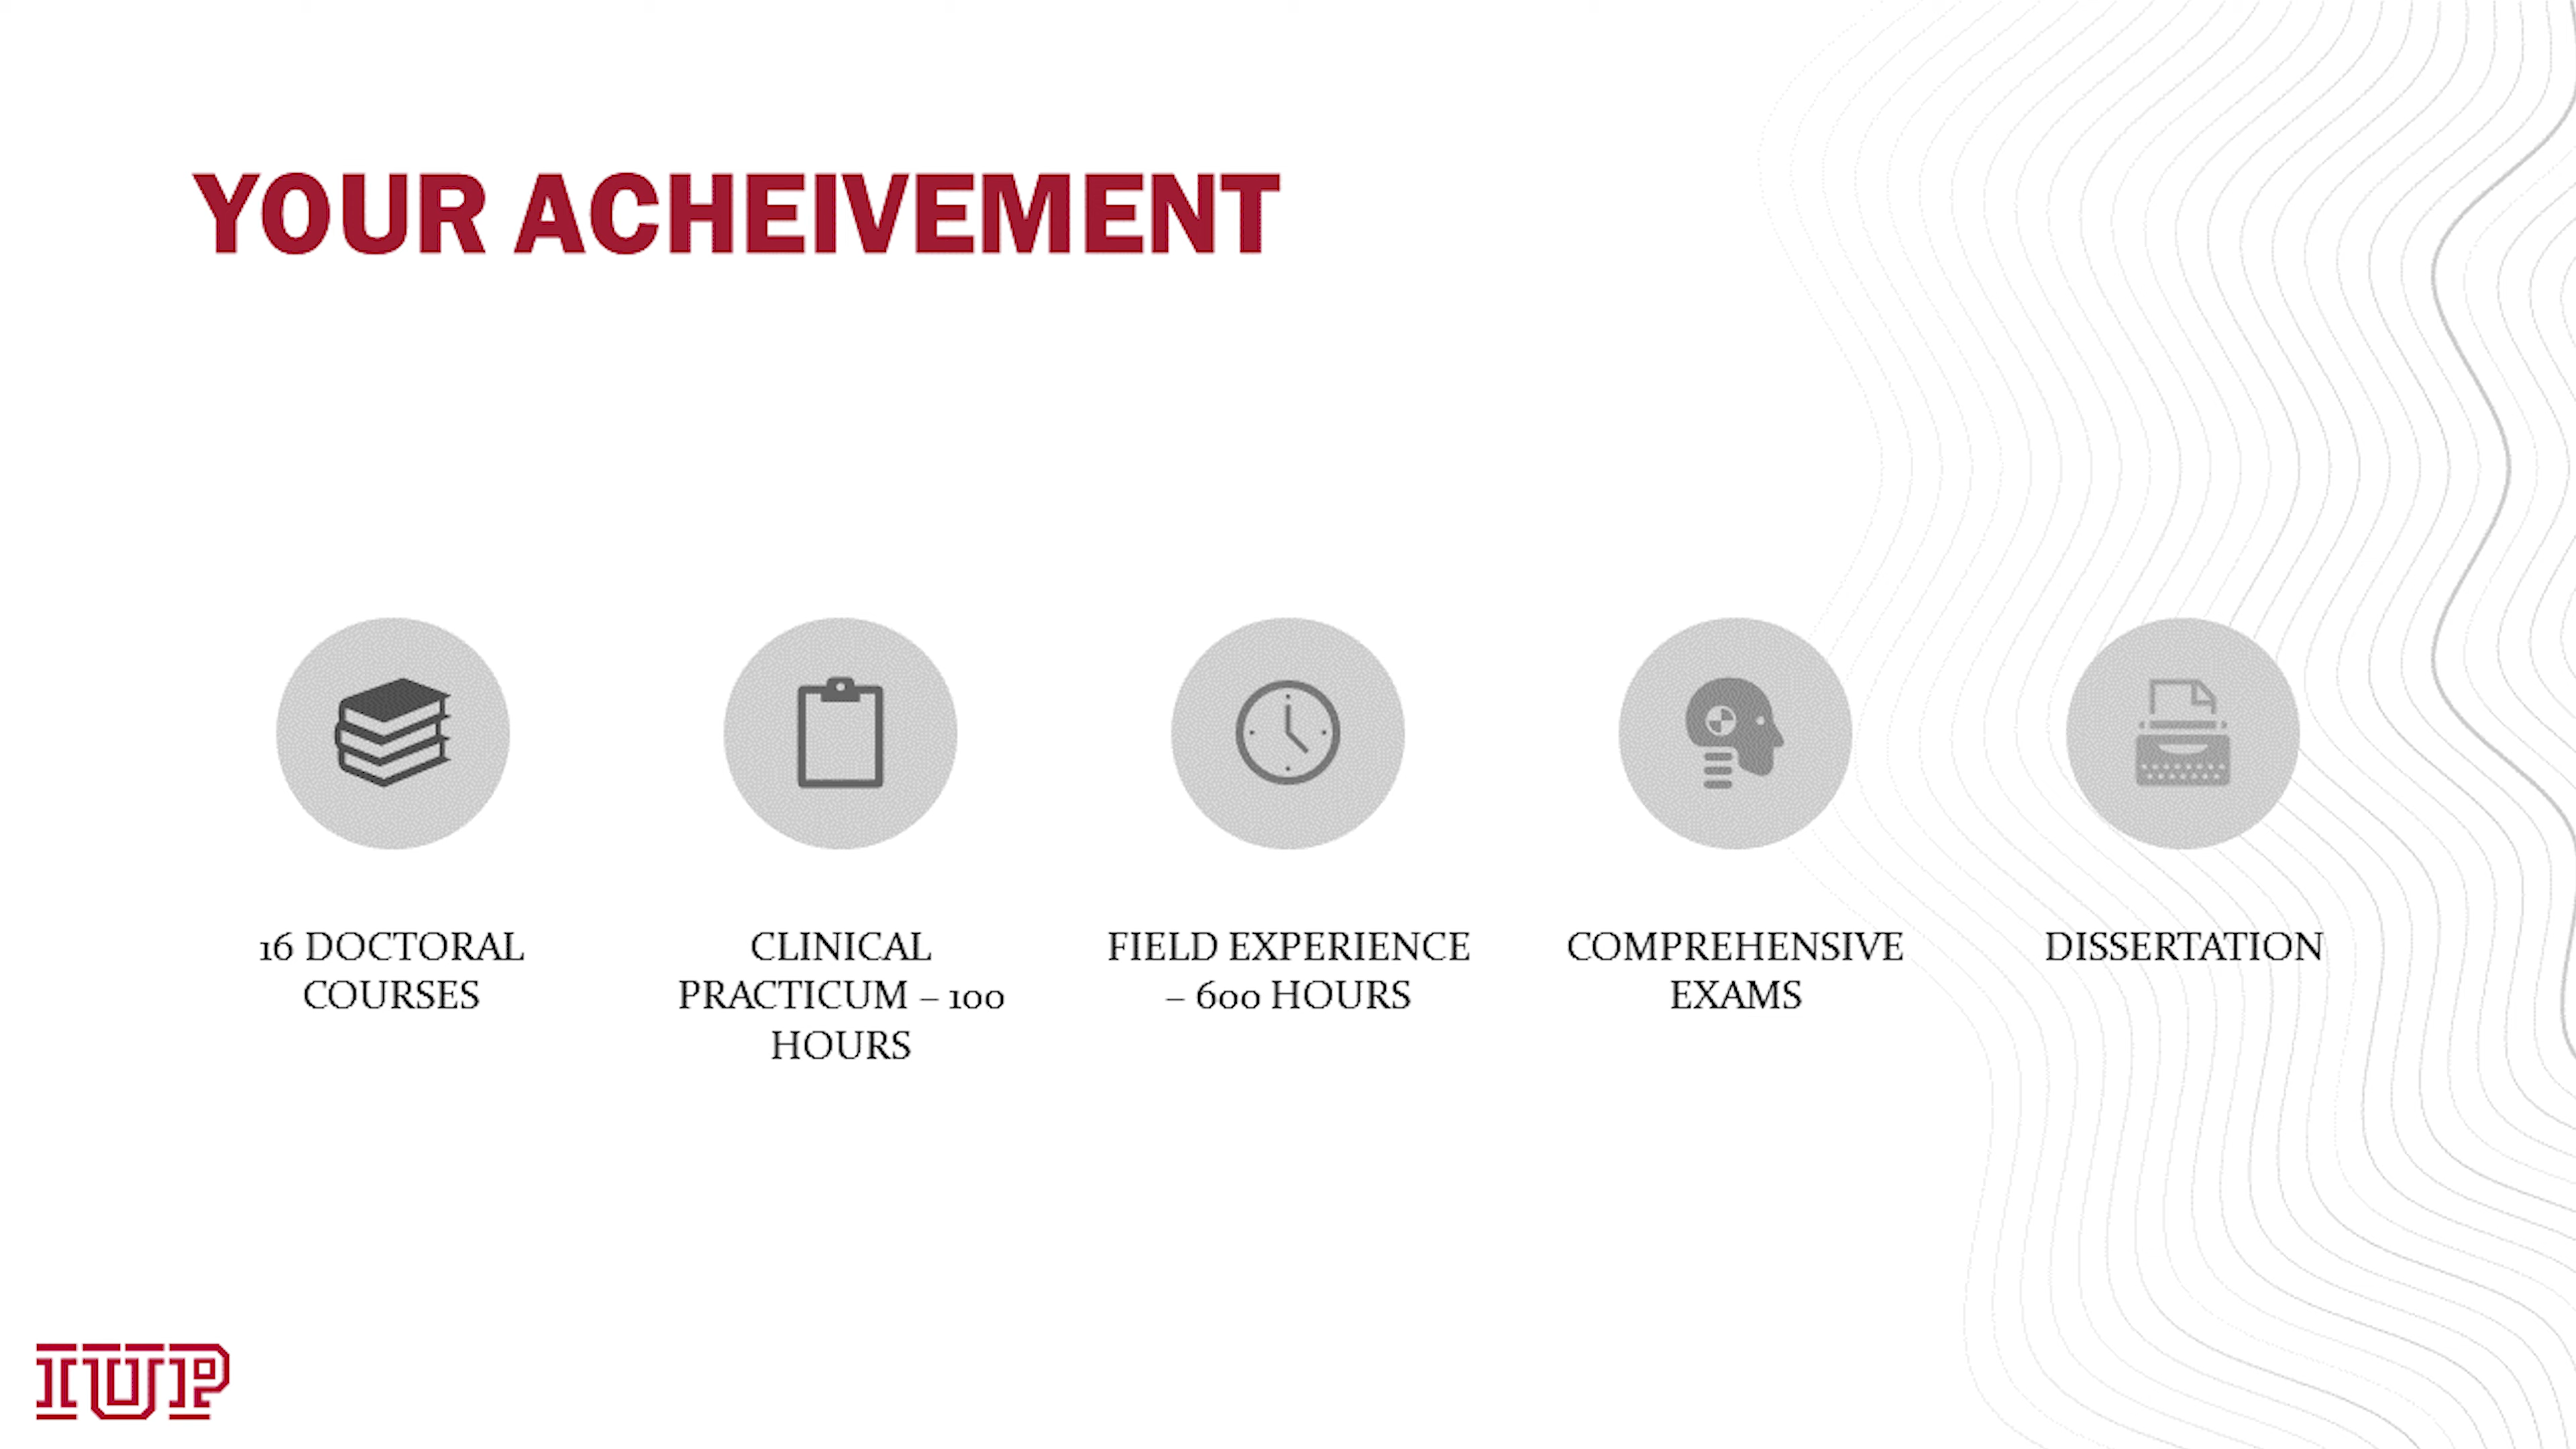 YOUR ACHEIVEMENT
16 DOCTORAL
COURSES
CLINICAL
PRACTICUM – 100
HOURS
FIELD EXPERIENCE
– 600 HOURS
COMPREHENSIVE
EXAMS
DISSERTATION
IUP